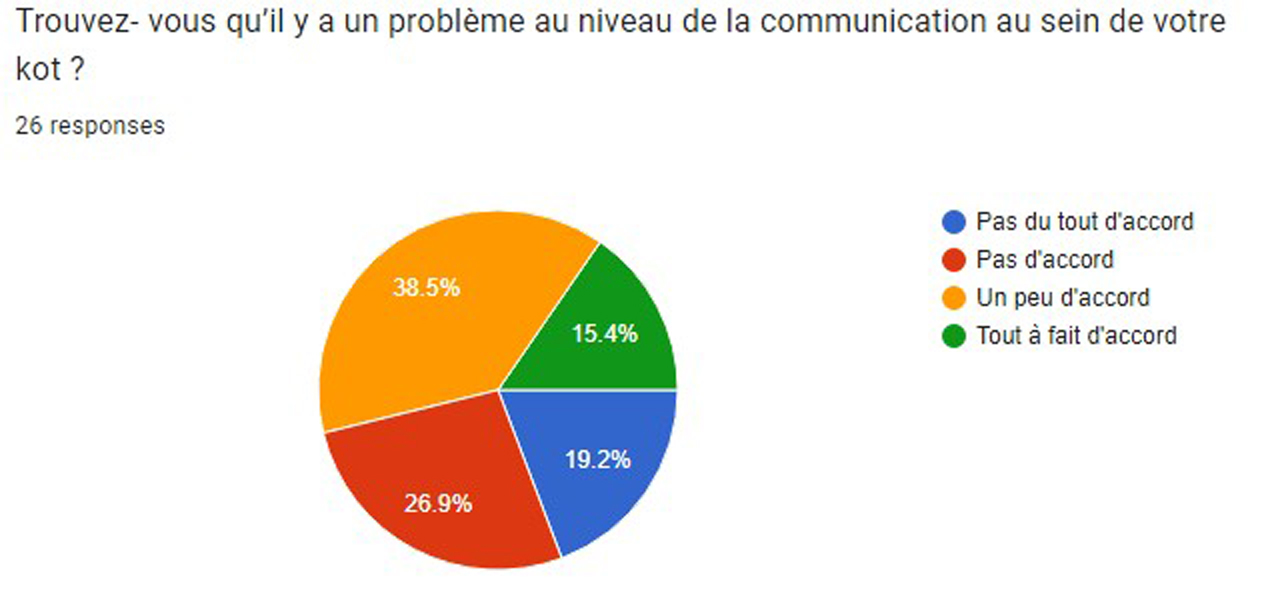 Trouvez- vous qu’il y a un problème au niveau de la communication au sein de votre
kot ?
26 responses
38.5%
15.4%
19.2%
26.9%
Pas du tout d'accord
Pas d'accord
Un peu d'accord
Tout à fait d'accord